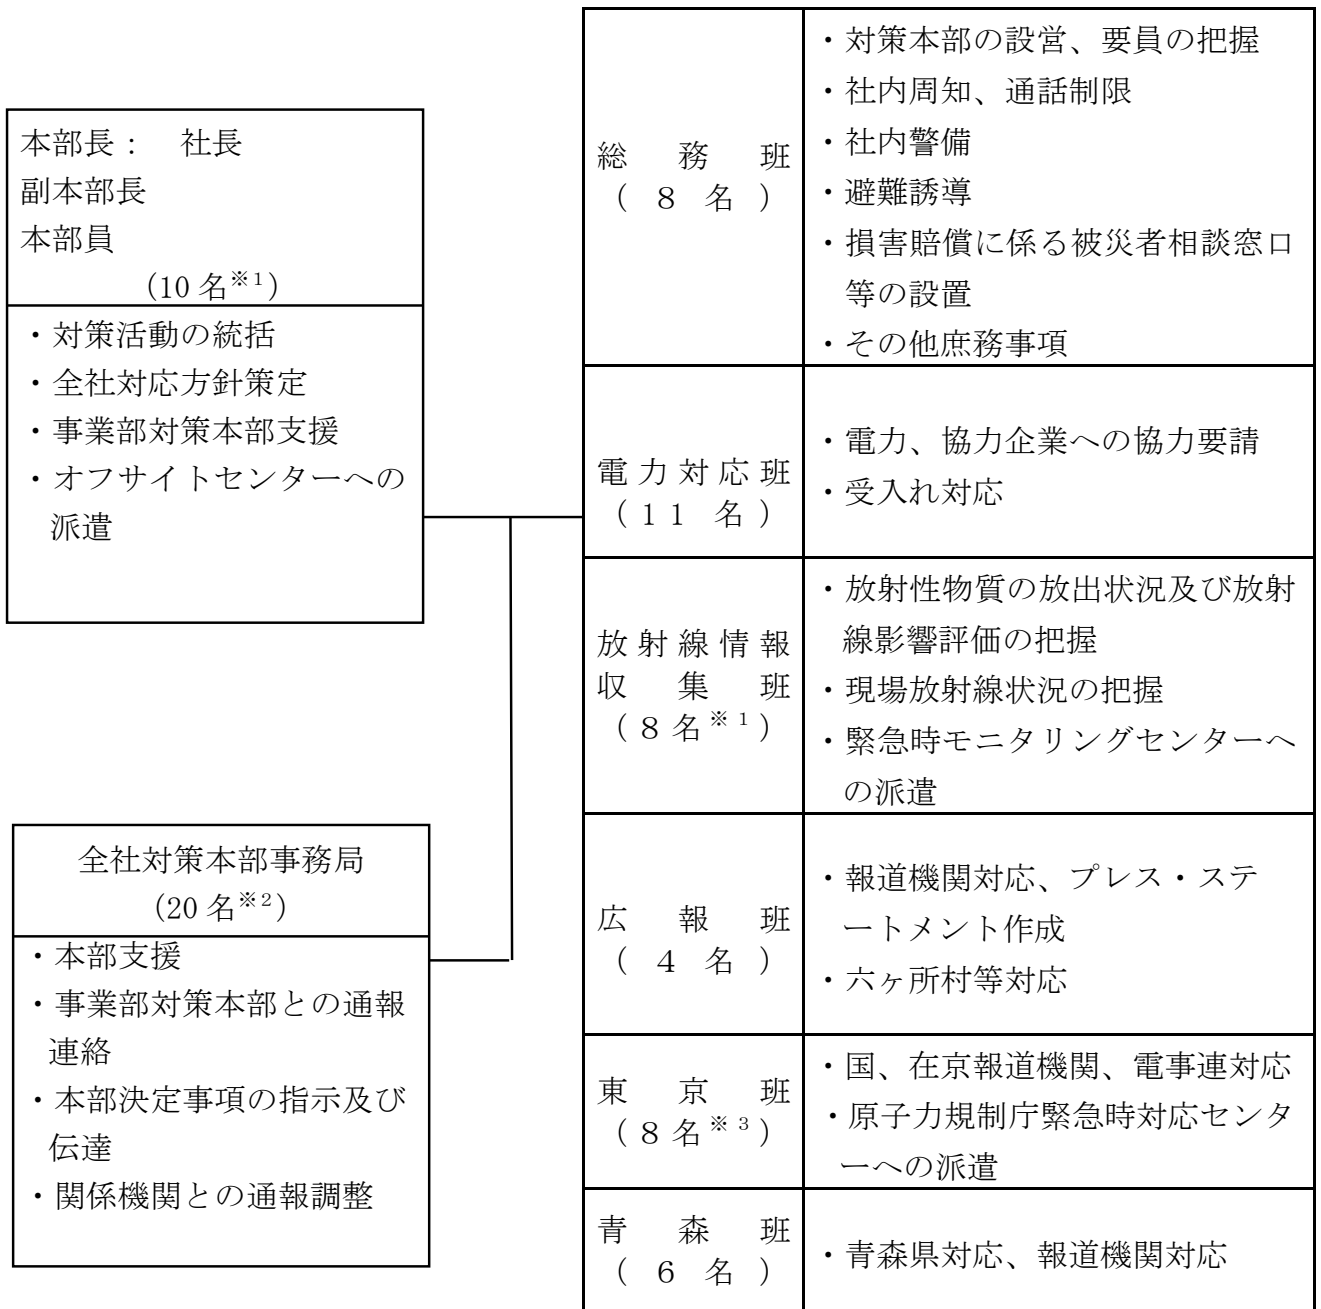 本部長： 社長
副本部長
本部員
(10 名※1)
・対策活動の統括
・全社対応方針策定
・事業部対策本部支援
・オフサイトセンターへの
派遣
全社対策本部事務局
(20 名※2)
・本部支援
・事業部対策本部との通報
連絡
・本部決定事項の指示及び
伝達
・関係機関との通報調整
総務班
(８名)
・対策本部の設営、要員の把握
・社内周知、通話制限
・社内警備
・避難誘導
・損害賠償に係る被災者相談窓口
等の設置
・その他庶務事項
電力対応班
(11 名)
・電力、協力企業への協力要請
・受入れ対応
放射線情報
収集班
(８名※1)
・放射性物質の放出状況及び放射
線影響評価の把握
・現場放射線状況の把握
・緊急時モニタリングセンターへ
の派遣
広報班
(４名)
・報道機関対応、プレス・ステ
ートメント作成
・六ヶ所村等対応
東京班
(８名※3)
・国、在京報道機関、電事連対応
・原子力規制庁緊急時対応センタ
ーへの派遣
青森班
(６名)
・青森県対応、報道機関対応